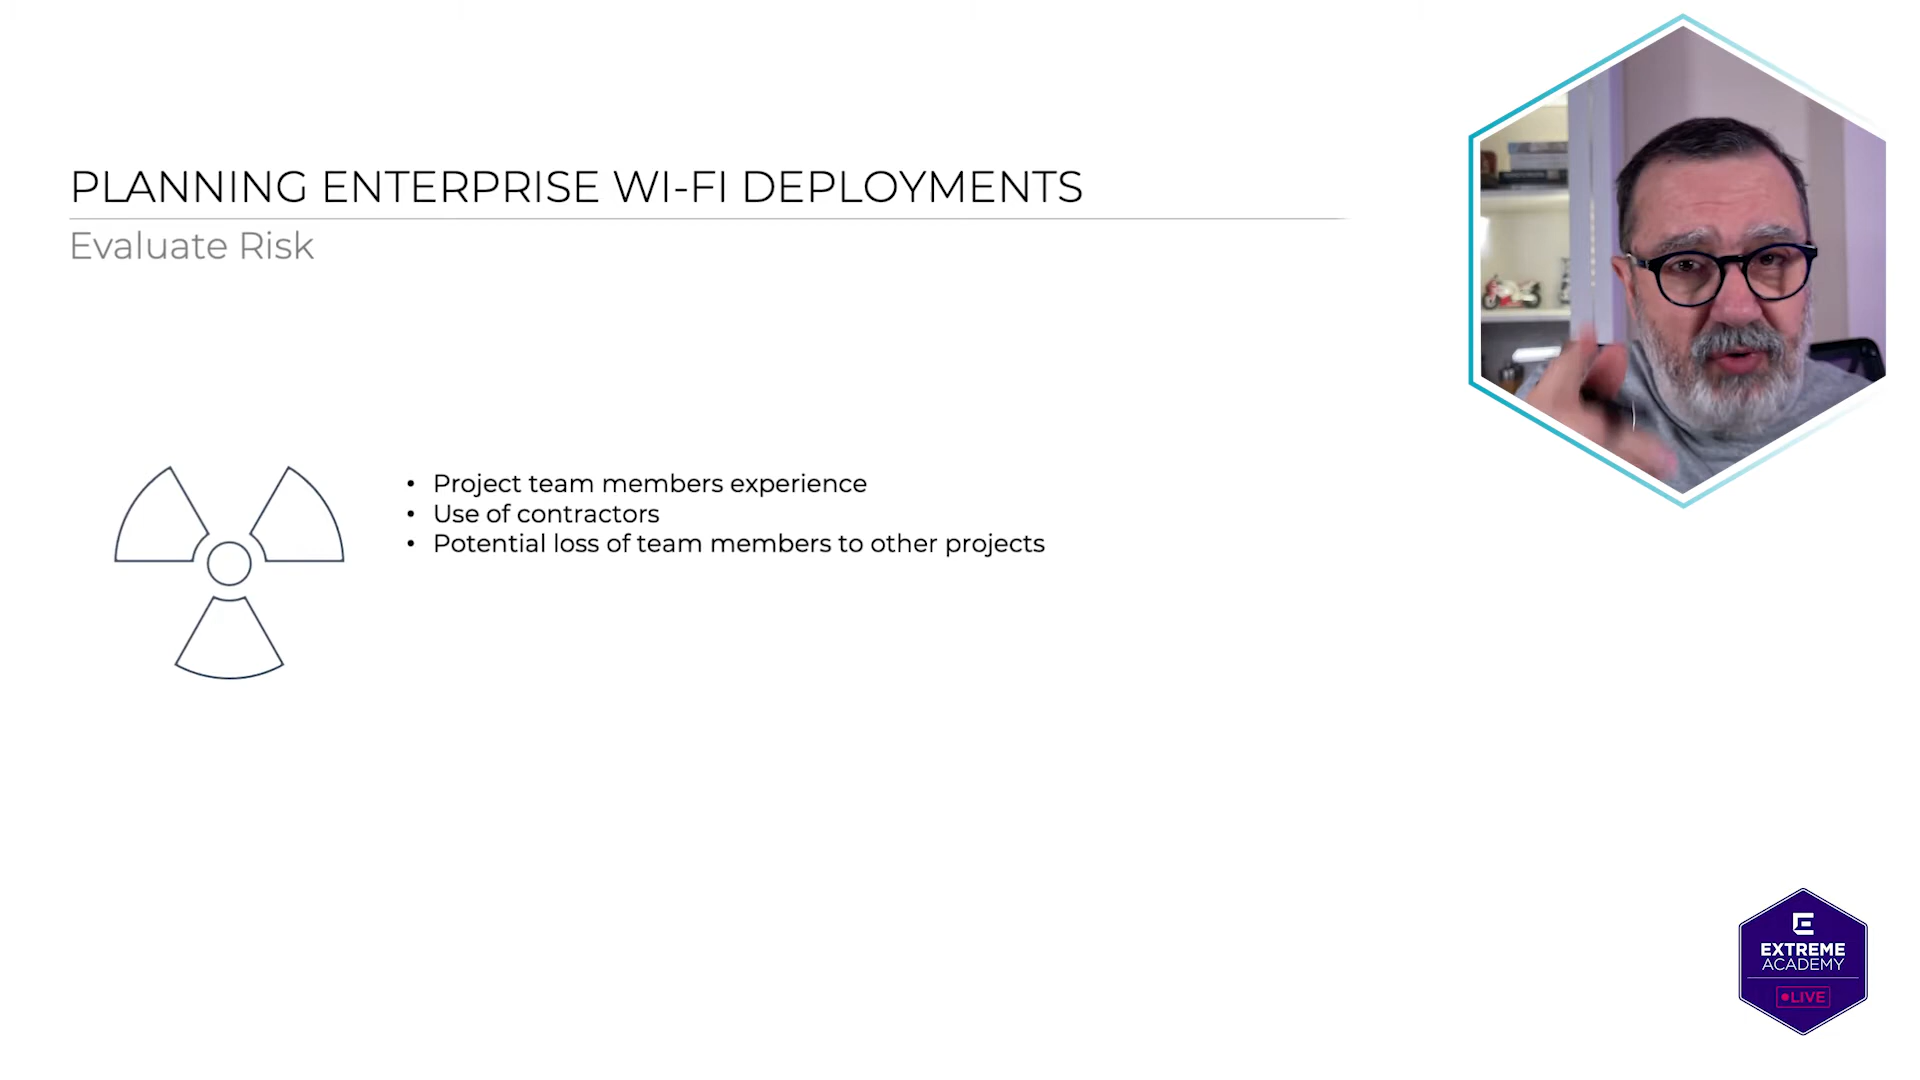 PLANNING ENTERPRISE WI-FI DEPLOYMENTS
Evaluate Risk
• Project team members experience
• Use of contractors
• Potential loss of team members to other projects
EXTREME
ACADEMY
LIVE